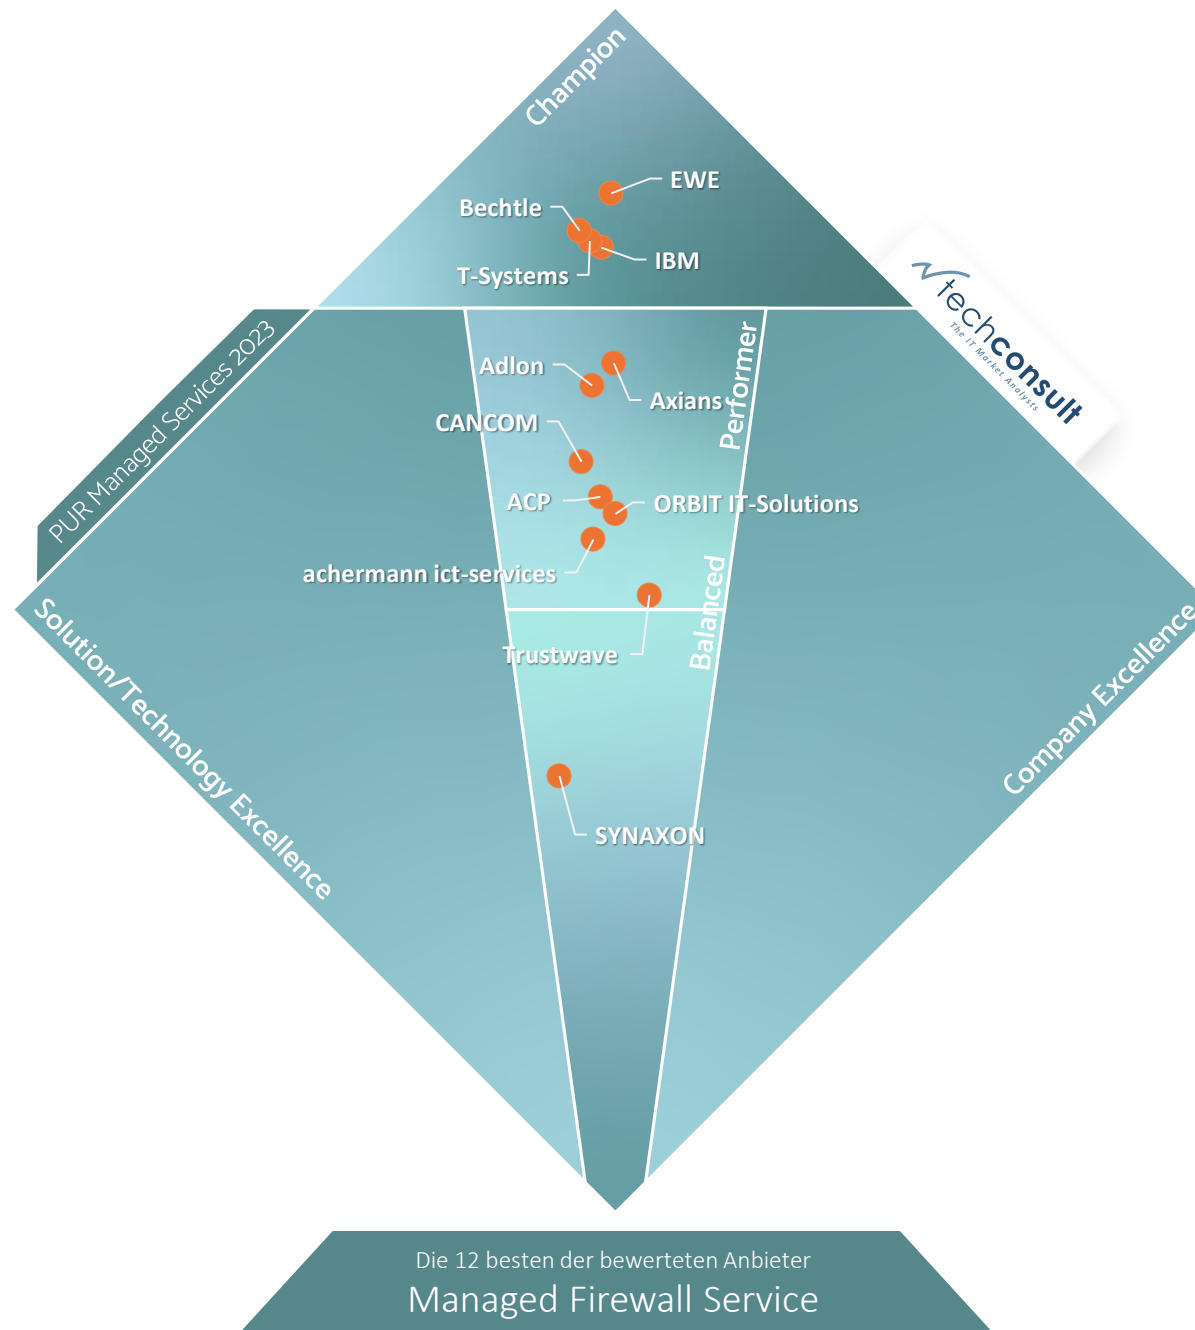 Champion
EWE
Bechtle
IBM
T-Systems
techconsult
The IT Market Analysts
PUR Managed Services 2023
Performer
Adlon
Axians
CANCOM
ACP
ORBIT IT-Solutions
achermann ict-services
Balanced
Trustwave
Solution/Technology Excellence
Company Excellence
SYNAXON
Die 12 besten der bewerteten Anbieter
Managed Firewall Service